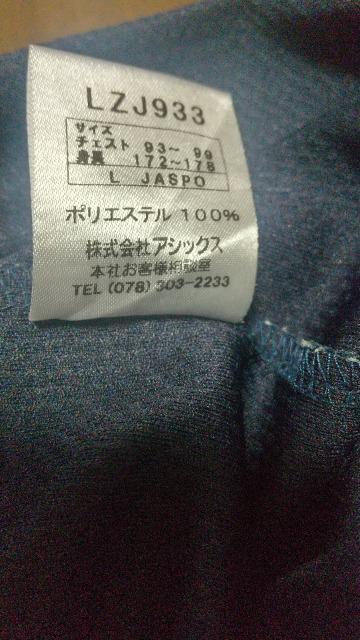 LZJ933
サイズ
チェスト 93～ 99
身長 172～178
L JASPO
ポリエステル 100%
株式会社アシックス
本社お客様相談室
TEL (078) 303-2233